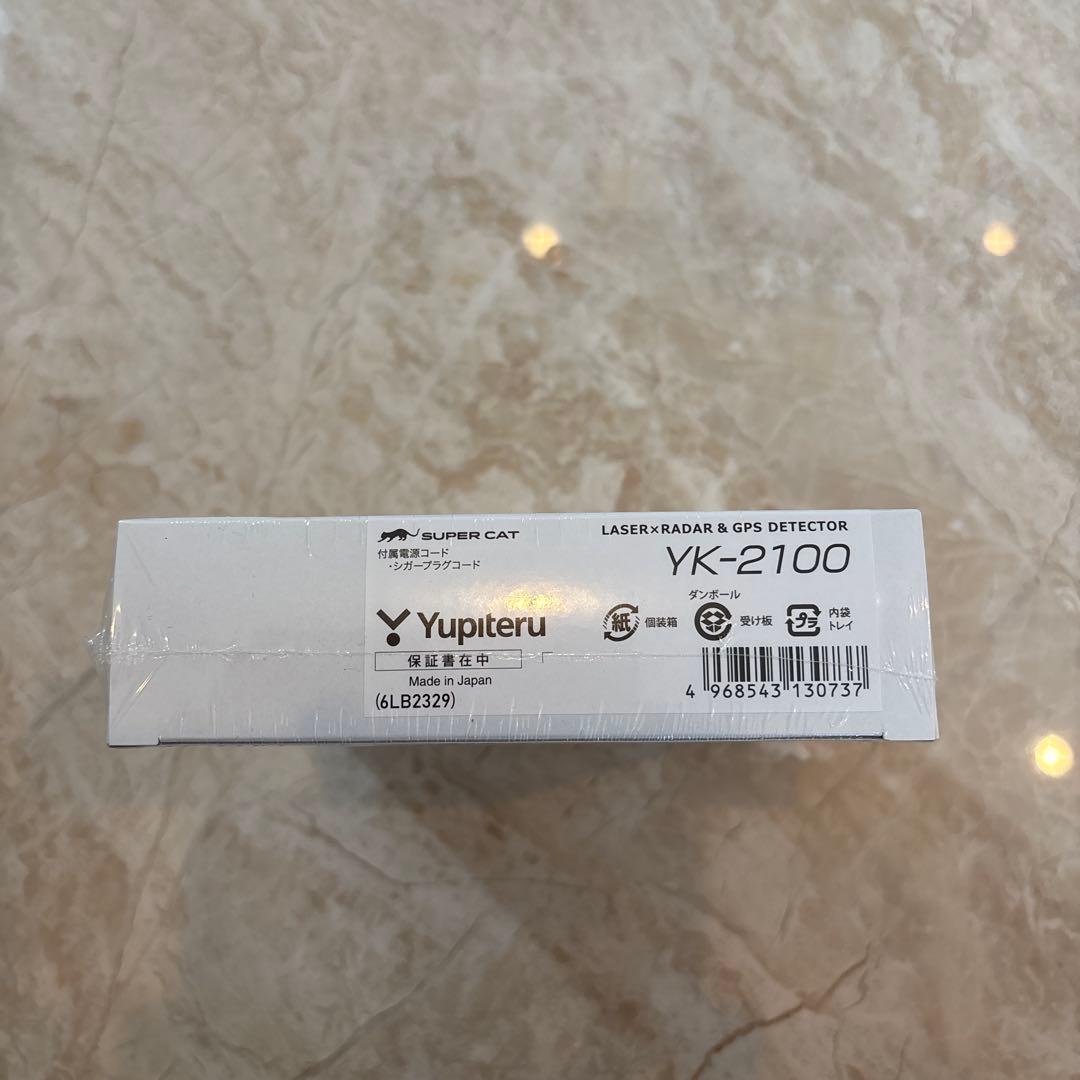 SUPER CAT
LASER×RADAR & GPS DETECTOR
付属電源コード
・シガープラグコード
YK-2100
Yupiteru
紙
個装箱
ダンボール
受け板
プラ
内袋
トレイ
保証書在中
Made in Japan
(6LB2329)
4 968543 130737